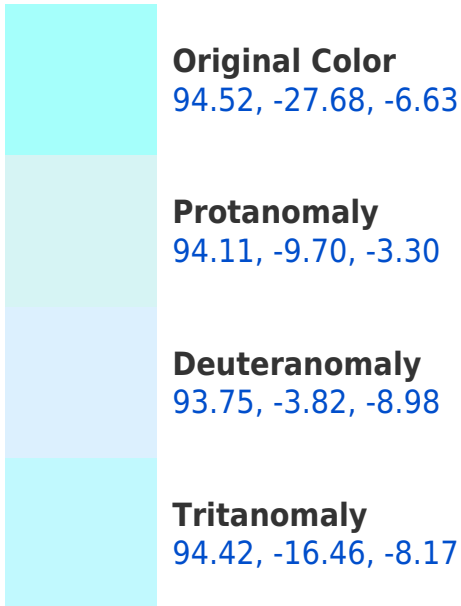 Original Color
94.52, -27.68, -6.63
Protanomaly
94.11, -9.70, -3.30
Deuteranomaly
93.75, -3.82, -8.98
Tritanomaly
94.42, -16.46, -8.17